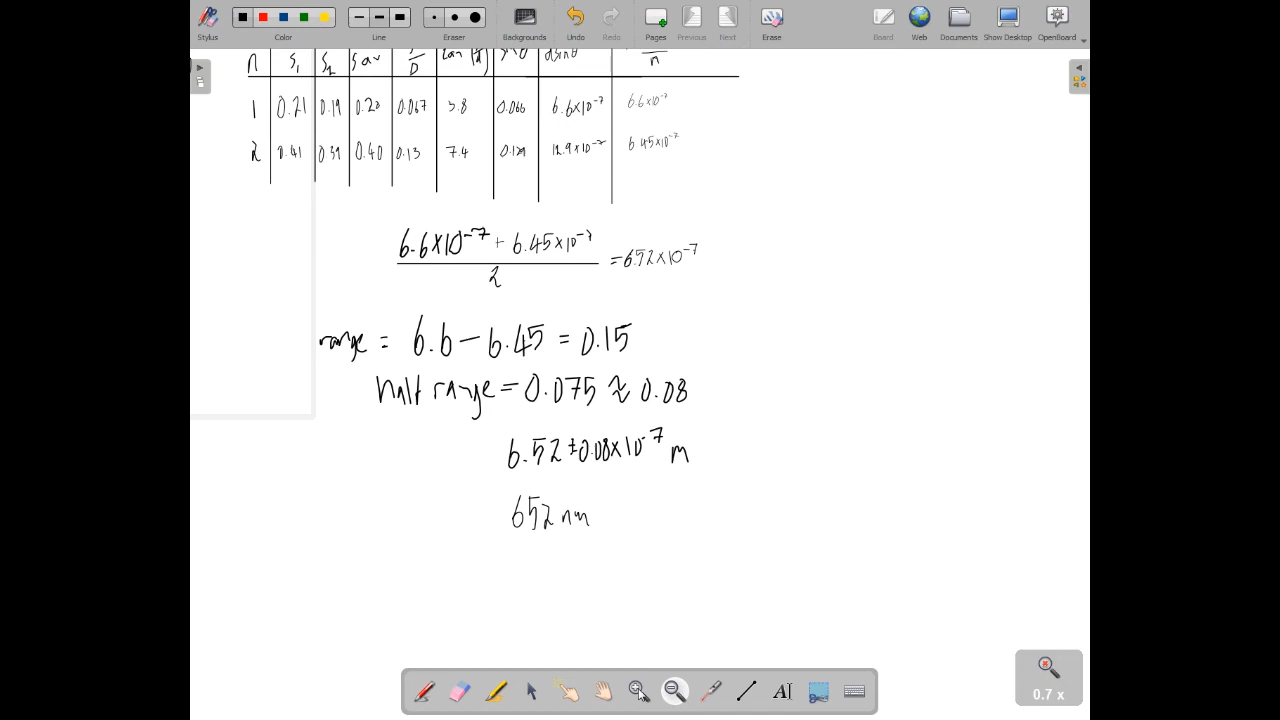 Stylus Color Line Eraser Backgrounds Undo Redo Pages Previous Next Erase Board Web Documents Show Desktop OpenBoard
n S₁ S₂ Sav D dsinθ n
1 0.21 0.19 0.20 0.067 3.8 0.066 6.6×10⁻⁷ 6.6×10⁻⁷
2 0.41 0.39 0.40 0.13 7.4 0.129 12.9×10⁻⁷ 6.45×10⁻⁷
6.6×10⁻⁷ + 6.45×10⁻⁷
2
=6.52×10⁻⁷
range = 6.6 − 6.45 = 0.15
half range = 0.075 ≈ 0.08
6.52 ±0.08×10⁻⁷ m
652 nm
0.7 x